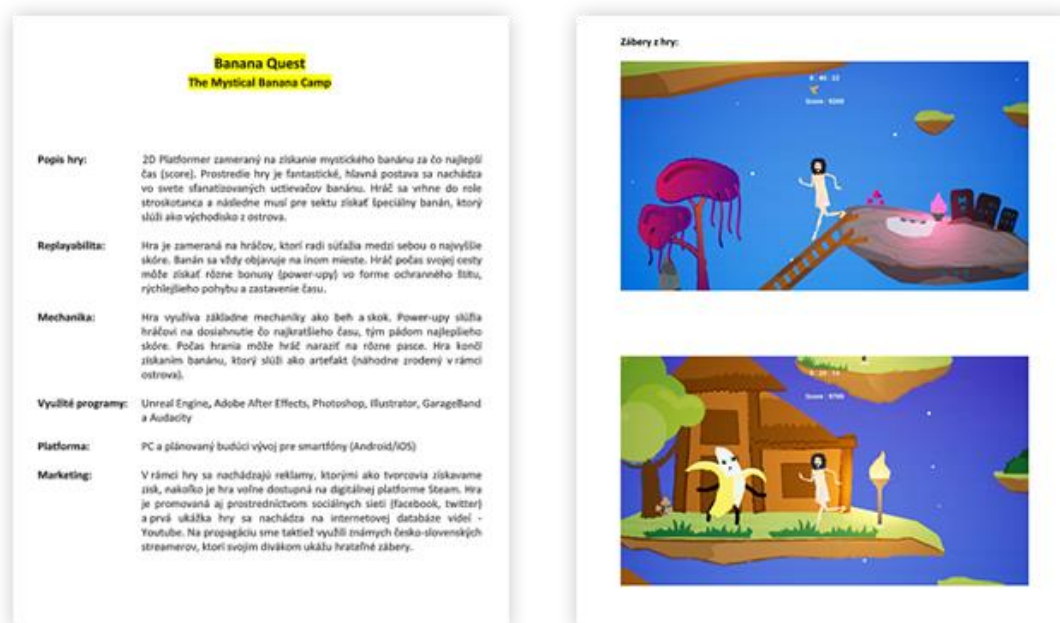 Banana Quest
The Mystical Banana Camp
Popis hry: 2D Platformer zameraný na získanie mystického banánu za čo najlepší
čas (score). Prostredie hry je fantastické, hlavná postava sa nachádza
vo svete sfanatizovaných uctievačov banánu. Hráč sa vrhne do role
stroskotanca a následne musí pre sektu získať špeciálny banán, ktorý
slúži ako východisko z ostrova.
Replayabilita: Hra je zameraná na hráčov, ktorí radi súťažia medzi sebou o najvyššie
skóre. Banán sa vždy objavuje na inom mieste. Hráč počas svojej cesty
môže získať rôzne bonusy (power-upy) vo forme ochranného štítu,
rýchlejšieho pohybu a zastavenie času.
Mechanika: Hra využíva základne mechaniky ako beh a skok. Power-upy slúžia
hráčovi na dosiahnutie čo najkratšieho času, tým pádom najlepšieho
skóre. Počas hrania môže hráč naraziť na rôzne pasce. Hra končí
získaním banánu, ktorý slúži ako artefakt (náhodne zrodený v rámci
ostrova).
Využité programy: Unreal Engine, Adobe After Effects, Photoshop, Illustrator, GarageBand
a Audacity
Platforma: PC a plánovaný budúci vývoj pre smartfóny (Android/iOS)
Marketing: V rámci hry sa nachádzajú reklamy, ktorými ako tvorcovia získavame
zisk, nakoľko je hra voľne dostupná na digitálnej platforme Steam. Hra
je promovaná aj prostredníctvom sociálnych sietí (facebook, twitter)
a prvá ukážka hry sa nachádza na internetovej databáze videí -
Youtube. Na propagáciu sme taktiež využili známych česko-slovenských
streamerov, ktorí svojim divákom ukážu hrateľné zábery.
Zábery z hry:
Score
Score